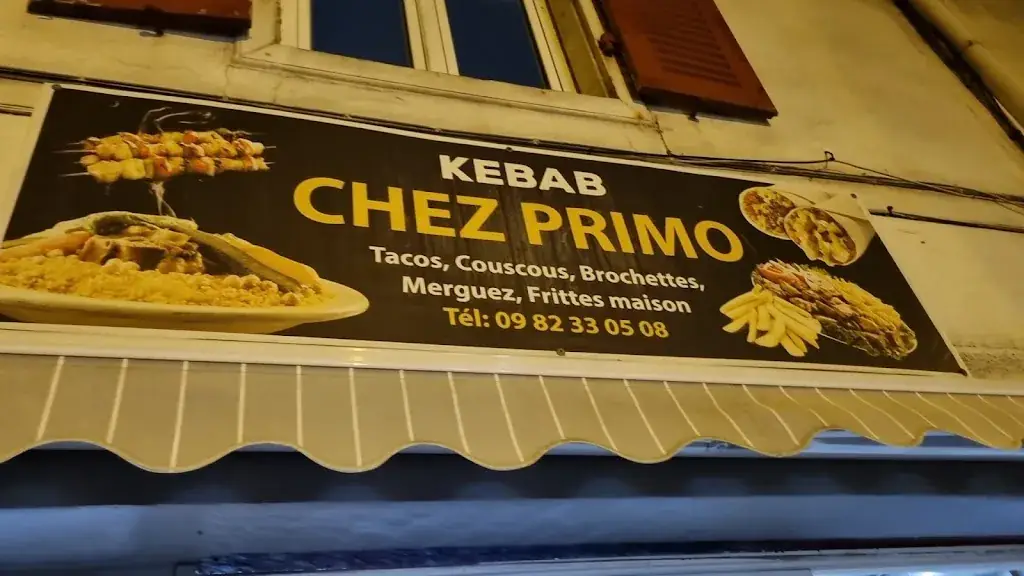 KEBAB
CHEZ PRIMO
Tacos, Couscous, Brochettes,
Merguez, Frittes maison
Tél: 09 82 33 05 08